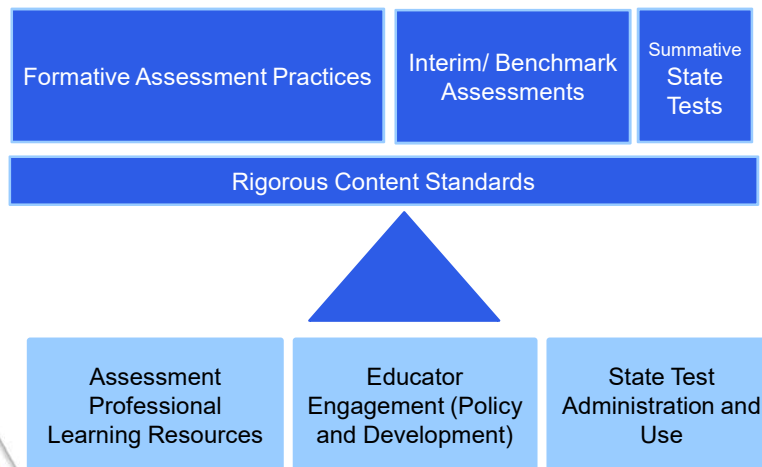 Formative Assessment Practices
Interim/ Benchmark
Assessments
Summative
State
Tests
Rigorous Content Standards
Assessment
Professional
Learning Resources
Educator
Engagement (Policy
and Development)
State Test
Administration and
Use